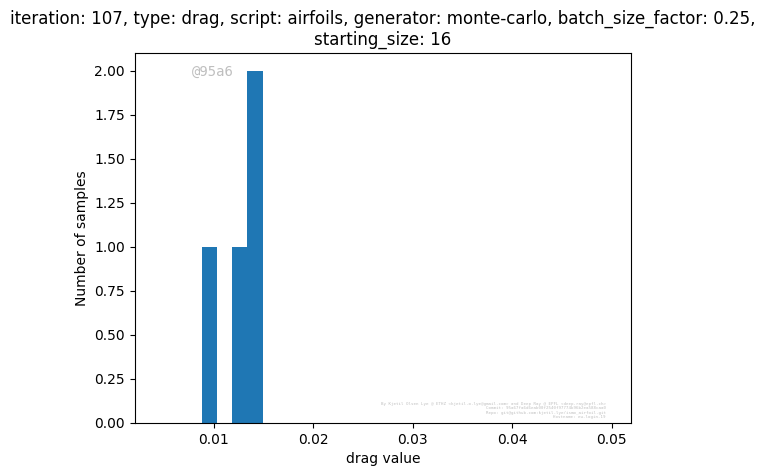 iteration: 107, type: drag, script: airfoils, generator: monte-carlo, batch_size_factor: 0.25,
starting_size: 16
@95a6
2.00
1.75
1.50
1.25
1.00
0.75
0.50
0.25
0.00
Number of samples
0.01
0.02
0.03
0.04
0.05
drag value